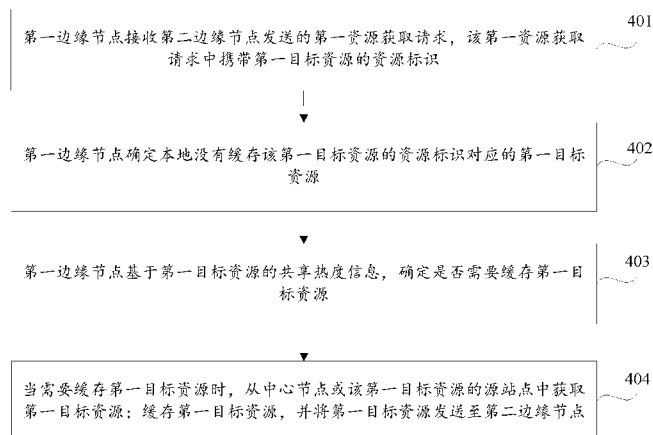 第一边缘节点接收第二边缘节点发送的第一资源获取请求，该第一资源获取
请求中携带第一目标资源的资源标识
401
第一边缘节点确定本地没有缓存该第一目标资源的资源标识对应的第一目标
资源
402
第一边缘节点基于第一目标资源的共享热度信息，确定是否需要缓存第一目
标资源
403
当需要缓存第一目标资源时，从中心节点或该第一目标资源的源站点中获取
第一目标资源；缓存第一目标资源，并将第一目标资源发送至第二边缘节点
404